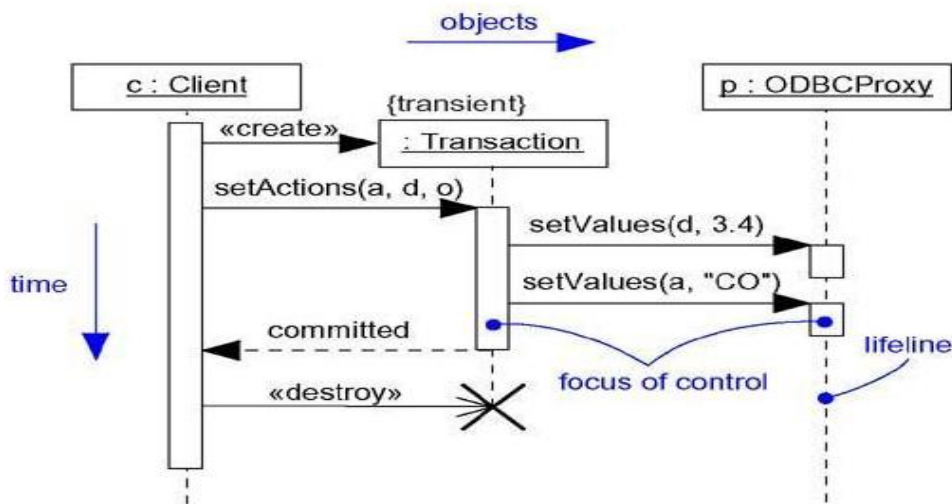 objects
c : Client
p : ODBCProxy
{transient}
«create»
: Transaction
setActions(a, d, o)
setValues(d, 3.4)
time
setValues(a, "CO")
committed
lifeline
focus of control
«destroy»